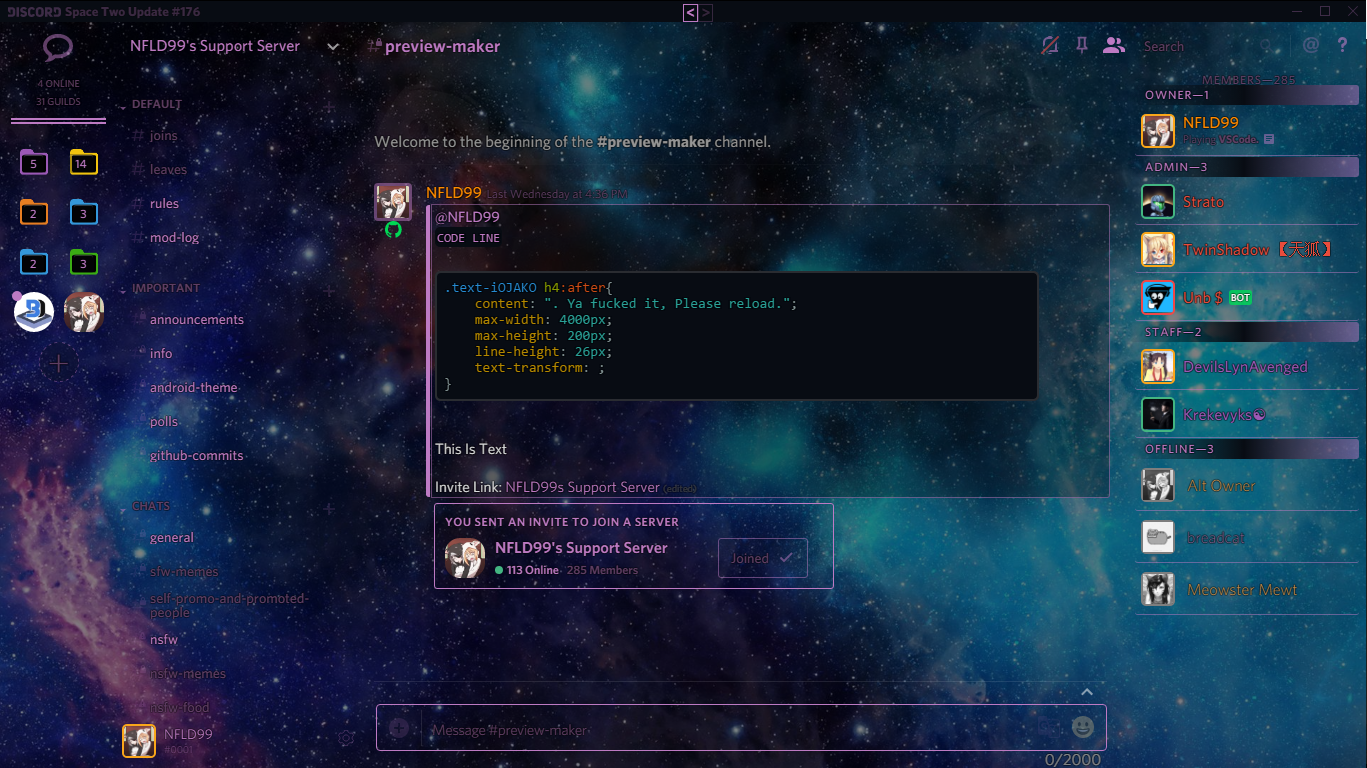 DISCORD Space Two Update #176
< >
NFLD99's Support Server
#preview-maker
Search
@ ?
4 ONLINE
31 GUILDS
5 14
2 3
2 3
DEFAULT
# joins
# leaves
# rules
# mod-log
IMPORTANT
# announcements
# info
# android-theme
# polls
# github-commits
CHATS
# general
# sfw-memes
# self-promo-and-promoted-
people
# nsfw
# nsfw-memes
# nsfw-food
NFLD99
#0001
Welcome to the beginning of the #preview-maker channel.
NFLD99 Last Wednesday at 4:36 PM
@NFLD99
CODE LINE
.text-iOJAKO h4:after{
content: ". Ya fucked it, Please reload.";
max-width: 4000px;
max-height: 200px;
line-height: 26px;
text-transform: ;
}
This Is Text
Invite Link: NFLD99s Support Server (edited)
YOU SENT AN INVITE TO JOIN A SERVER
NFLD99's Support Server
Joined
113 Online 285 Members
Message #preview-maker
0/2000
MEMBERS—285
OWNER—1
NFLD99
Playing VSCode.
ADMIN—3
Strato
TwinShadow 【天狐】
Unb $ BOT
STAFF—2
DevilsLynAvenged
Krekevyks☯
OFFLINE—3
Alt Owner
breadcat
Meowster Mewt